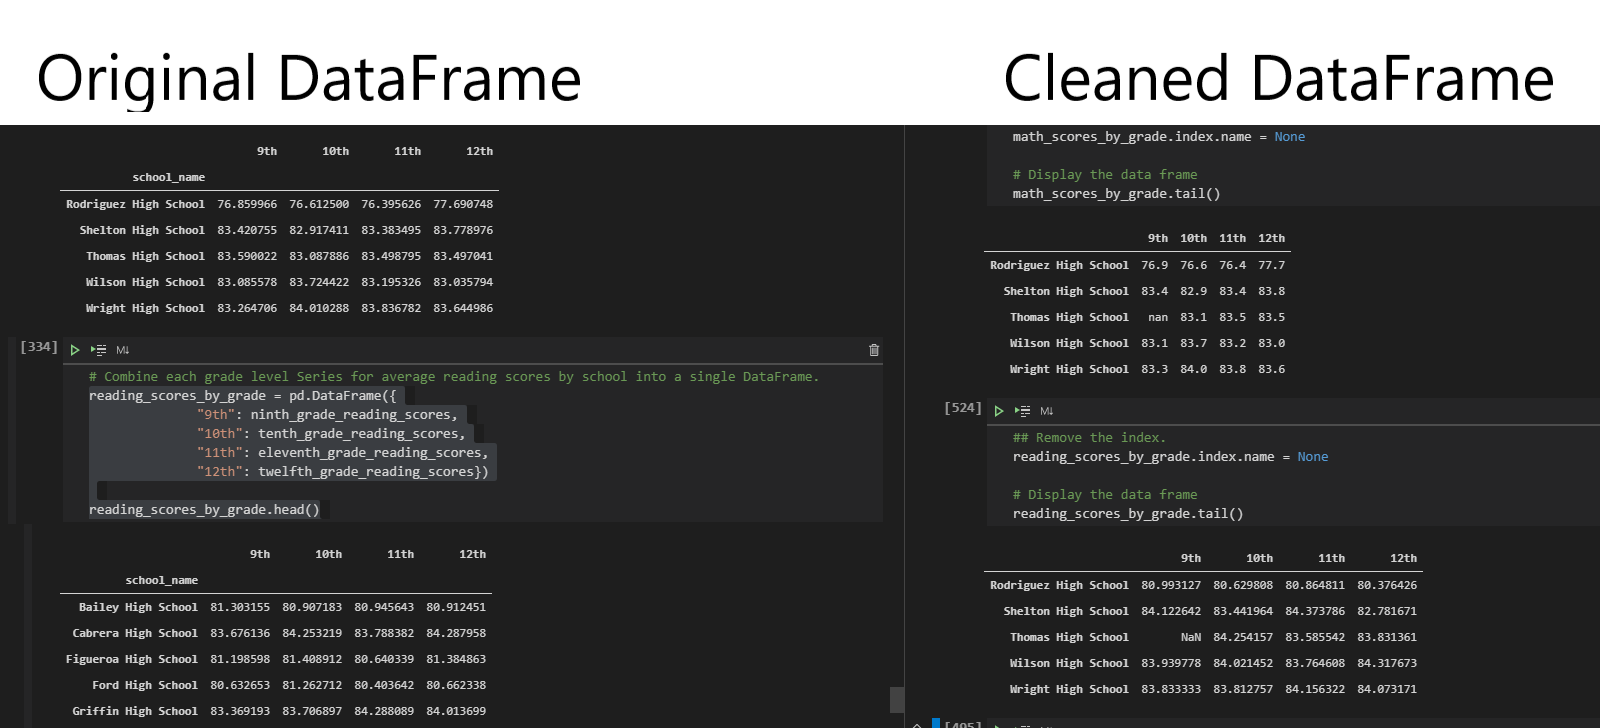 Original DataFrame
9th 10th 11th 12th
school_name
Rodriguez High School 76.859966 76.612500 76.395626 77.690748
Shelton High School 83.420755 82.917411 83.383495 83.778976
Thomas High School 83.590022 83.087886 83.498795 83.497041
Wilson High School 83.085578 83.724422 83.195326 83.035794
Wright High School 83.264706 84.010288 83.836782 83.644986
[334]
M↓
# Combine each grade level Series for average reading scores by school into a single DataFrame.
reading_scores_by_grade = pd.DataFrame({
"9th": ninth_grade_reading_scores,
"10th": tenth_grade_reading_scores,
"11th": eleventh_grade_reading_scores,
"12th": twelfth_grade_reading_scores})
reading_scores_by_grade.head()
9th 10th 11th 12th
school_name
Bailey High School 81.303155 80.907183 80.945643 80.912451
Cabrera High School 83.676136 84.253219 83.788382 84.287958
Figueroa High School 81.198598 81.408912 80.640339 81.384863
Ford High School 80.632653 81.262712 80.403642 80.662338
Griffin High School 83.369193 83.706897 84.288089 84.013699
Cleaned DataFrame
math_scores_by_grade.index.name = None
# Display the data frame
math_scores_by_grade.tail()
9th 10th 11th 12th
Rodriguez High School 76.9 76.6 76.4 77.7
Shelton High School 83.4 82.9 83.4 83.8
Thomas High School nan 83.1 83.5 83.5
Wilson High School 83.1 83.7 83.2 83.0
Wright High School 83.3 84.0 83.8 83.6
[524]
M↓
## Remove the index.
reading_scores_by_grade.index.name = None
# Display the data frame
reading_scores_by_grade.tail()
9th 10th 11th 12th
Rodriguez High School 80.993127 80.629808 80.864811 80.376426
Shelton High School 84.122642 83.441964 84.373786 82.781671
Thomas High School NaN 84.254157 83.585542 83.831361
Wilson High School 83.939778 84.021452 83.764608 84.317673
Wright High School 83.833333 83.812757 84.156322 84.073171